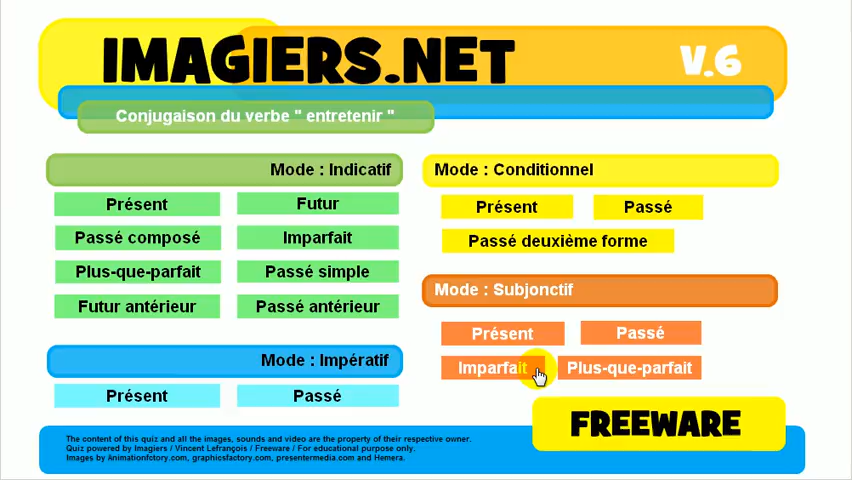 IMAGIERS.NET
V.6
Conjugaison du verbe " entretenir "
Mode : Indicatif
Présent
Futur
Passé composé
Imparfait
Plus-que-parfait
Passé simple
Futur antérieur
Passé antérieur
Mode : Impératif
Présent
Passé
Mode : Conditionnel
Présent
Passé
Passé deuxième forme
Mode : Subjonctif
Présent
Passé
Imparfait
Plus-que-parfait
FREEWARE
The content of this quiz and all the images, sounds and video are the property of their respective owner.
Quiz powered by Imagiers / Vincent Lefrançois / Freeware / For educational purpose only.
Images by Animationfctory.com, graphicsfactory.com, presentermedia.com and Hemera.